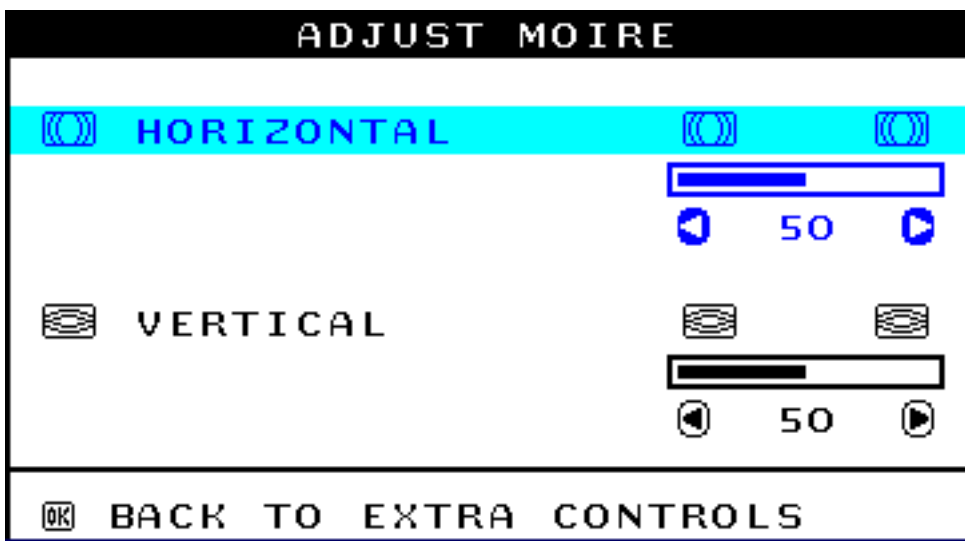 ADJUST MOIRE
HORIZONTAL
50
VERTICAL
50
OK BACK TO EXTRA CONTROLS